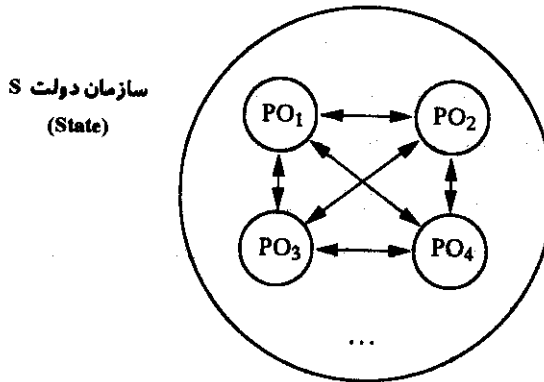 سازمان دولت S
(State)
PO₁
PO₂
PO₃
PO₄
...